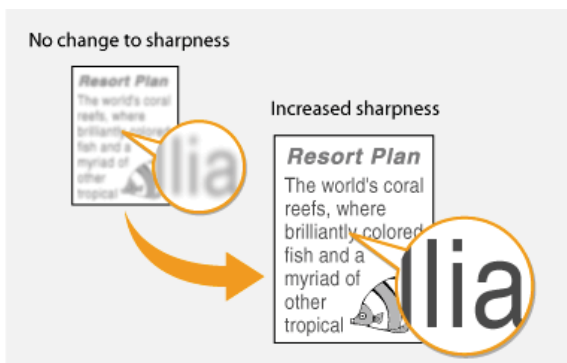 No change to sharpness
Resort Plan
The world's coral
reefs, where
brilliantly colored
fish and a
myriad of
other
tropical
lia
Increased sharpness
Resort Plan
The world's coral
reefs, where
brilliantly colored
fish and a
myriad of
other
tropical
llia